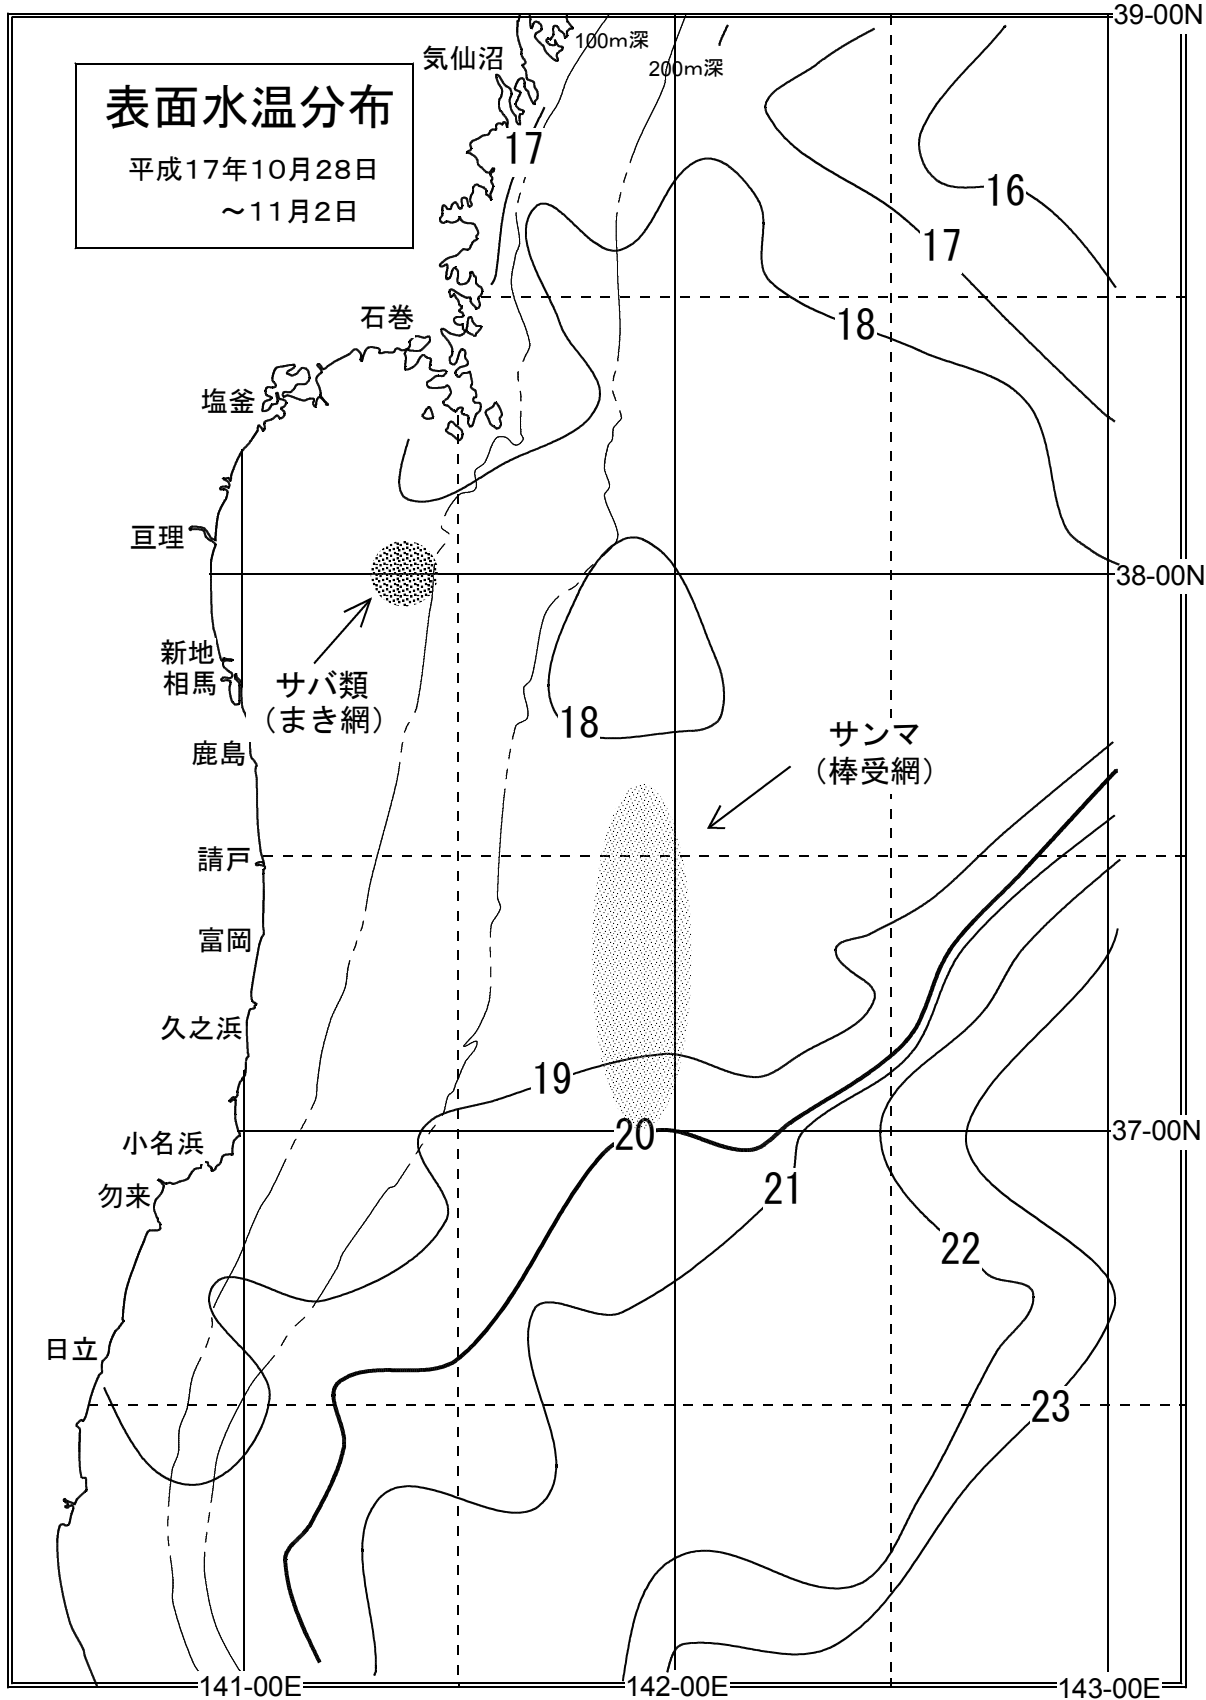 39-00N
100m深
気仙沼
200m深
表面水温分布
平成17年10月28日
～11月2日
17
16
17
石巻
18
塩釜
亘理
38-00N
新地
相馬
サバ類
（まき網）
18
サンマ
（棒受網）
鹿島
請戸
富岡
久之浜
19
20
37-00N
小名浜
勿来
21
22
日立
23
141-00E
142-00E
143-00E